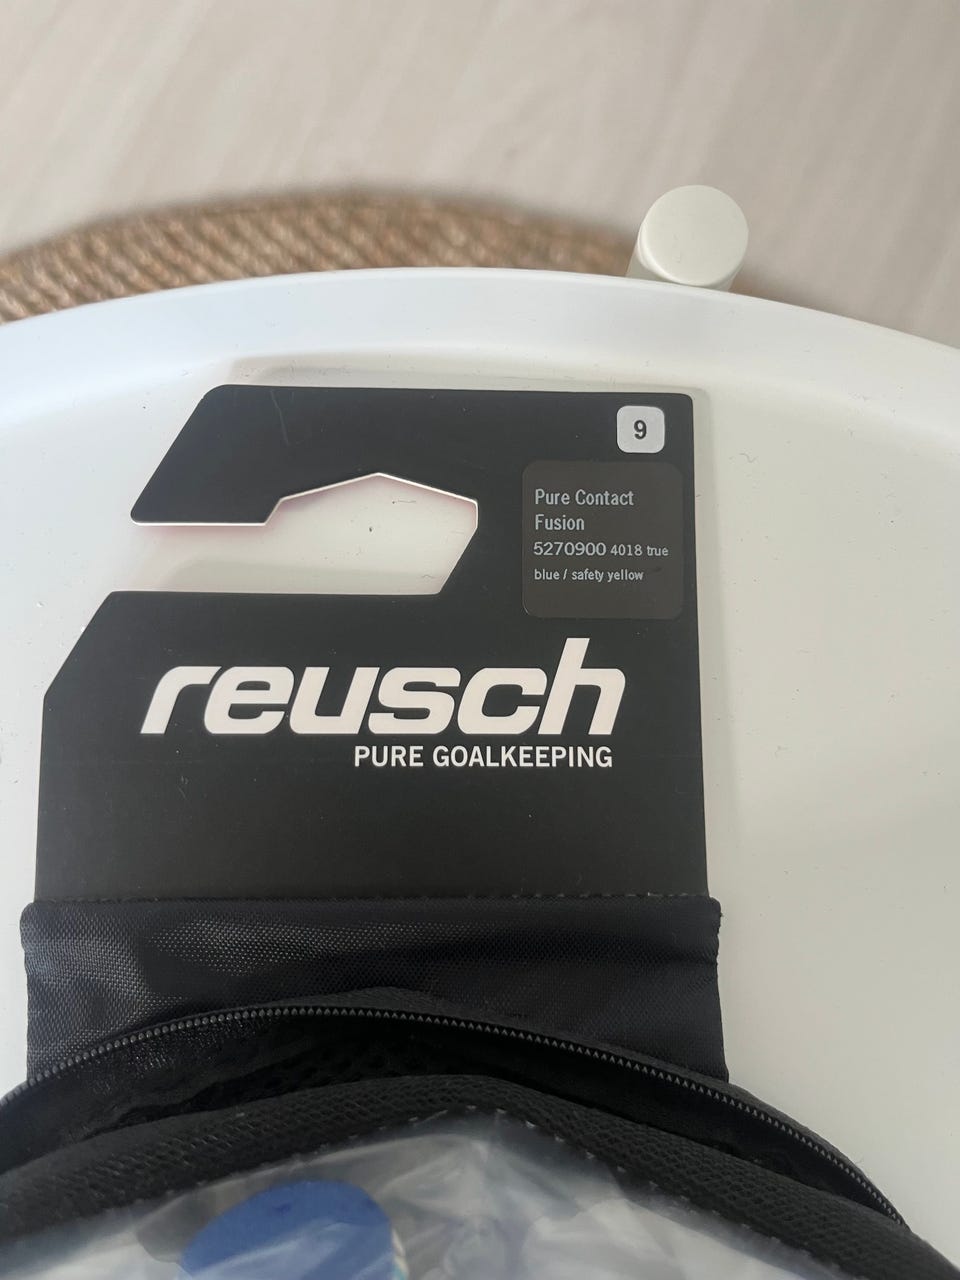 9
Pure Contact
Fusion
5270900 4018 true
blue / safety yellow
reusch
PURE GOALKEEPING